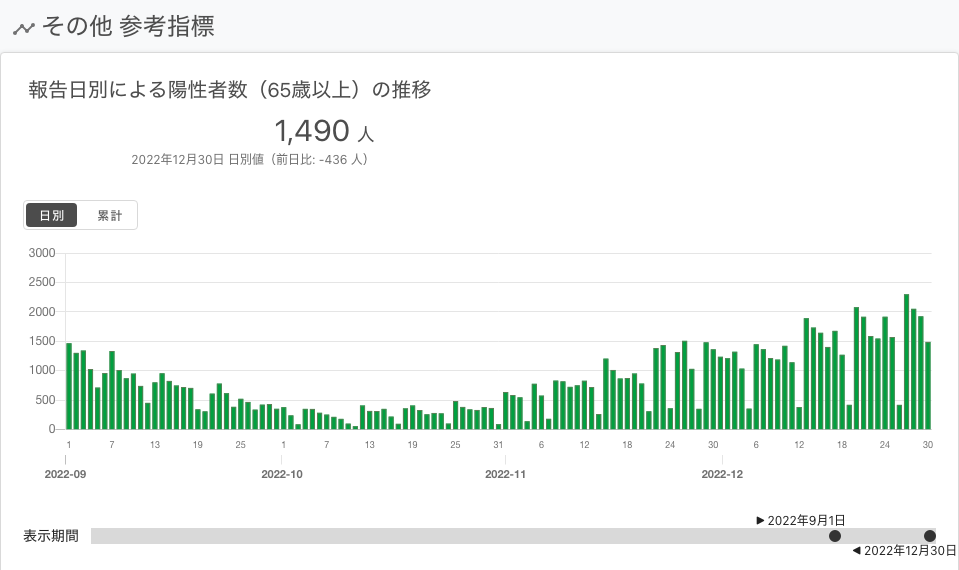 その他 参考指標
報告日別による陽性者数（65歳以上）の推移
1,490 人
2022年12月30日 日別値（前日比: -436 人）
日別 累計
3000
2500
2000
1500
1000
500
0
1 7 13 19 25 1 7 13 19 25 31 6 12 18 24 30 6 12 18 24 30
2022-09 2022-10 2022-11 2022-12
▶ 2022年9月1日
表示期間
◀ 2022年12月30日